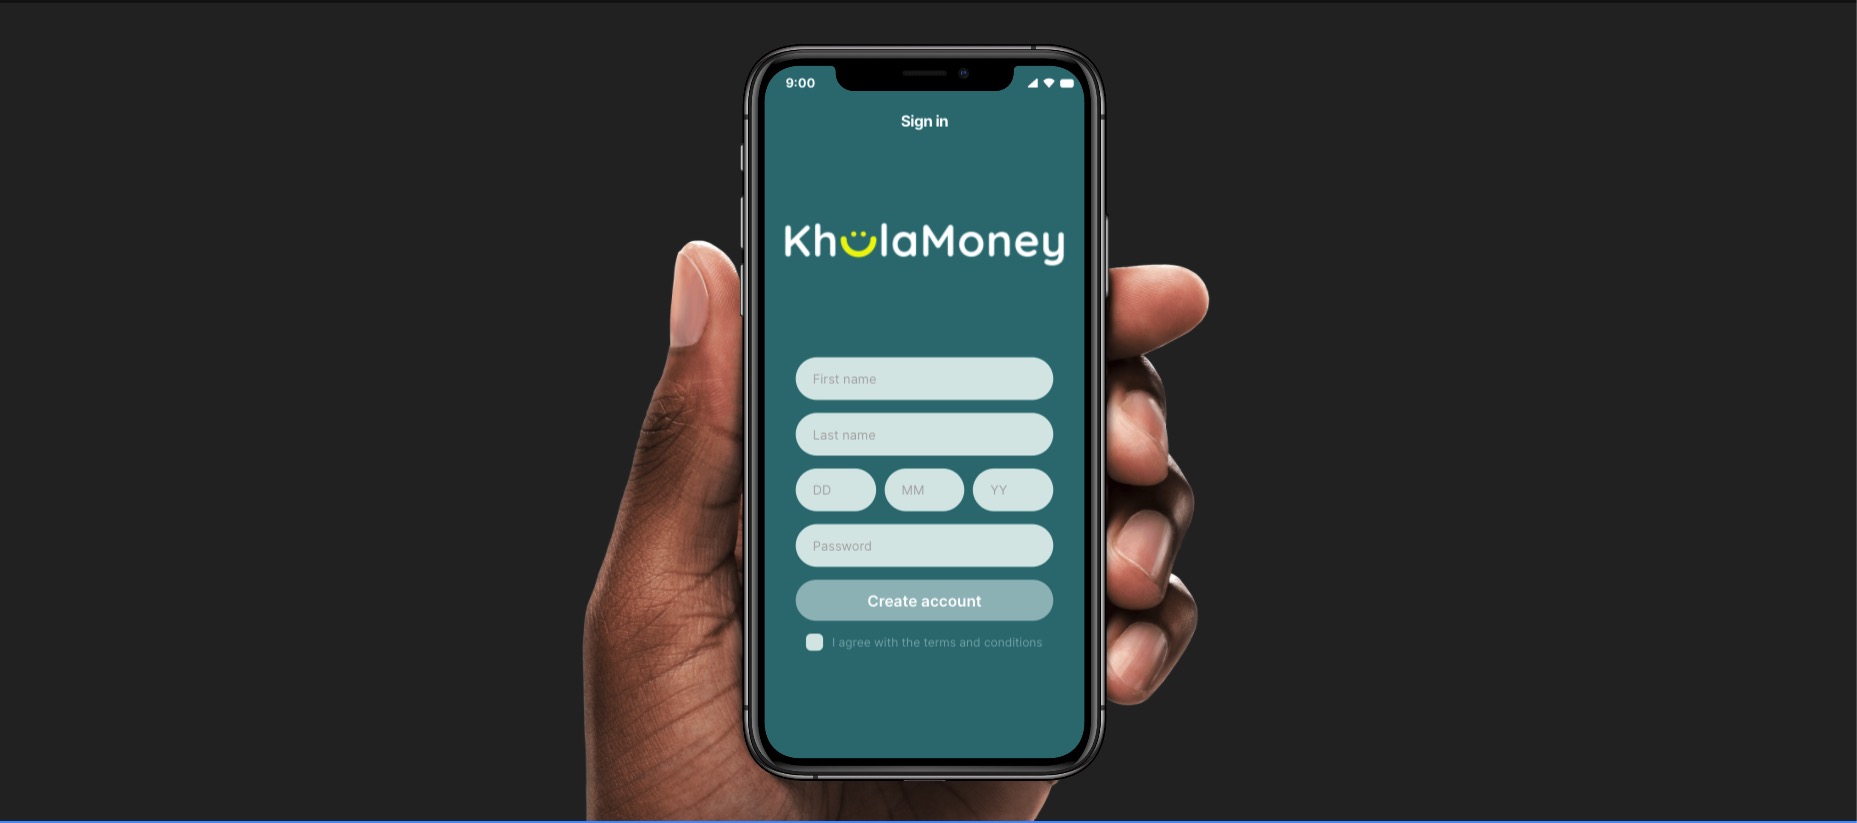 9:00
Sign in
KhulaMoney
First name
Last name
DD MM YY
Password
Create account
I agree with the terms and conditions